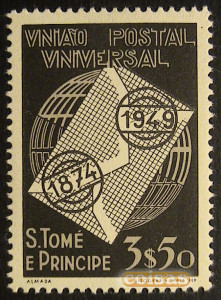 VNIÃO POSTAL
VNIVERSAL
1949
1874
S.TOMÉ
E PRINCIPE
3$50
ALMADA